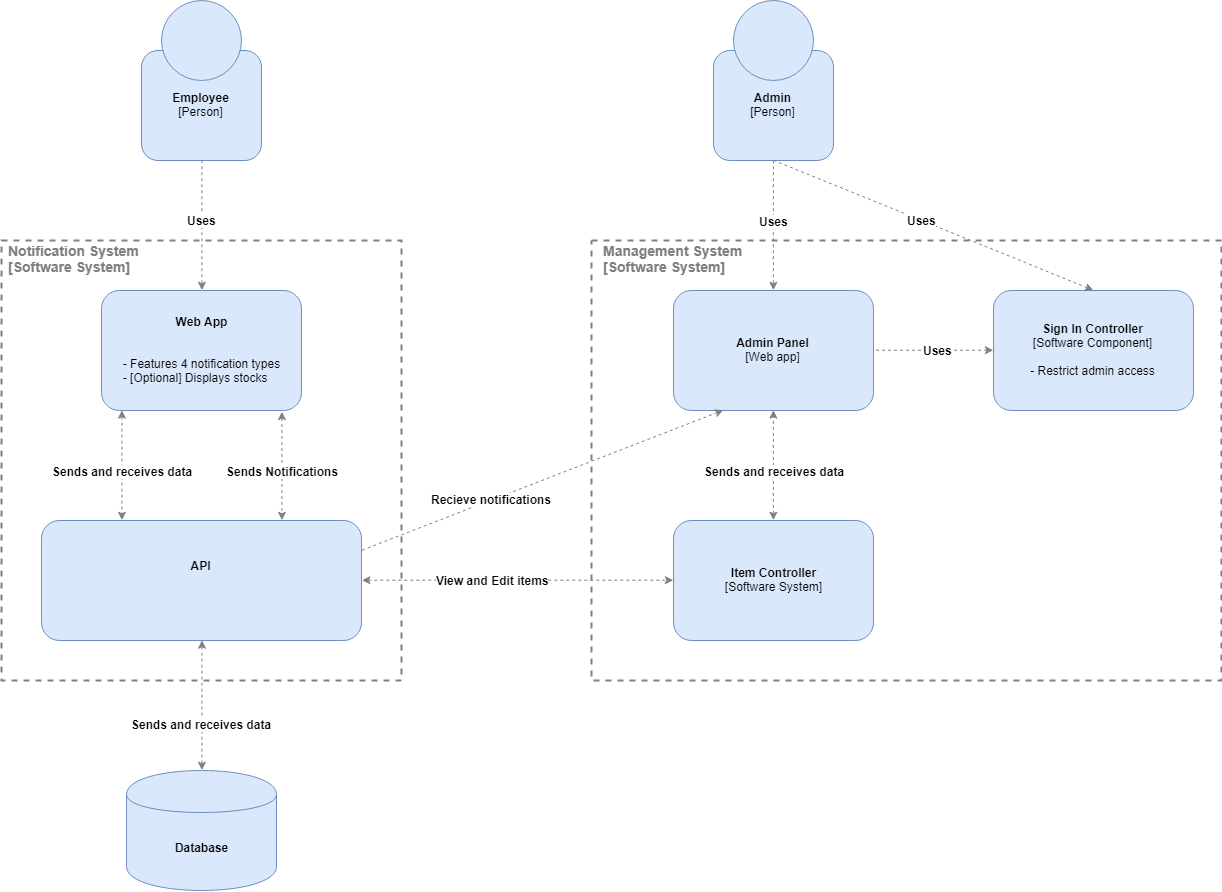 Employee
[Person]
Admin
[Person]
Uses
Uses
Uses
Notification System
[Software System]
Management System
[Software System]
Web App
- Features 4 notification types
- [Optional] Displays stocks
Admin Panel
[Web app]
Uses
Sign In Controller
[Software Component]
- Restrict admin access
Sends and receives data
Sends Notifications
Sends and receives data
Recieve notifications
API
View and Edit items
Item Controller
[Software System]
Sends and receives data
Database